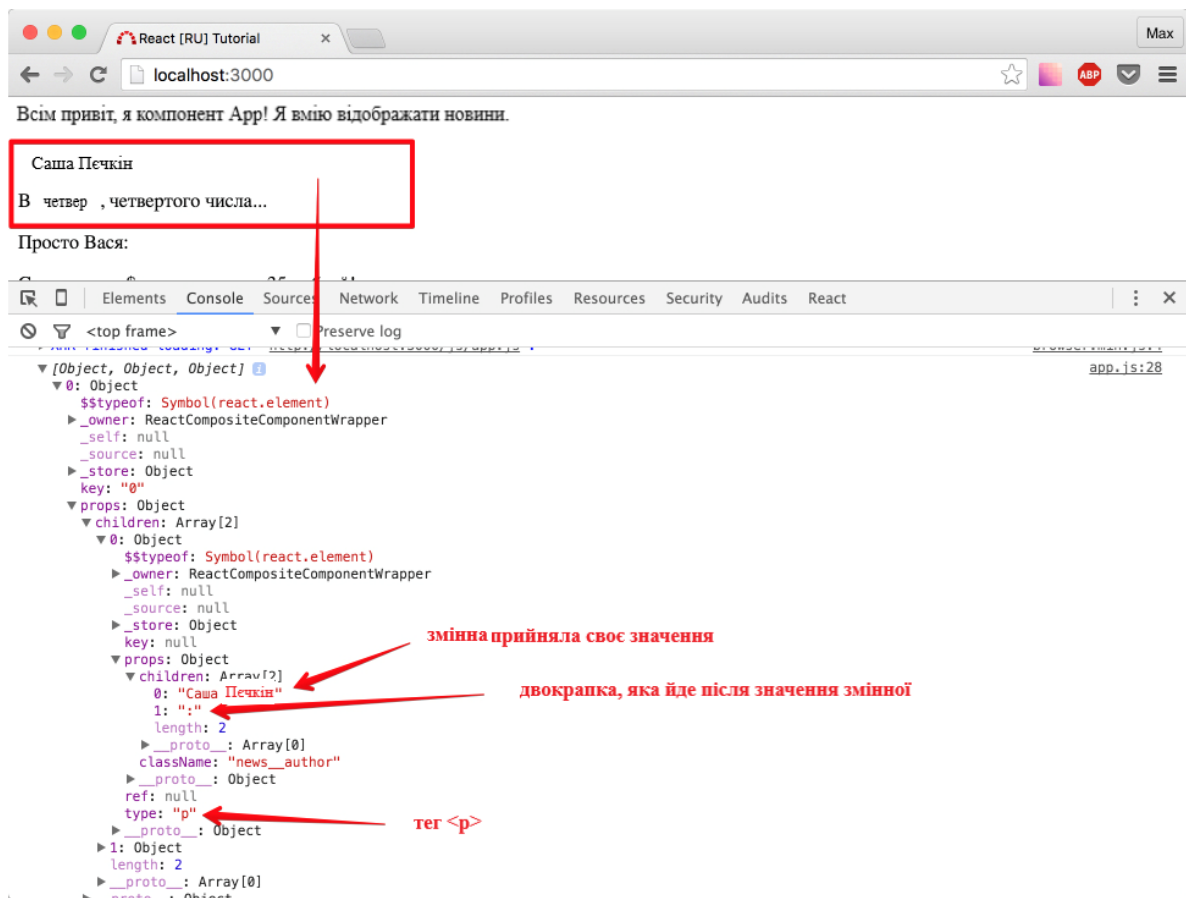 React [RU] Tutorial ×
Max
localhost:3000
ABP
Всім привіт, я компонент App! Я вмію відображати новини.
Саша Пєчкін
В четвер , четвертого числа...
Просто Вася:
Elements Console Sources Network Timeline Profiles Resources Security Audits React
<top frame> ▼ Preserve log
▼ [Object, Object, Object] i app.js:28
▼ 0: Object
$$typeof: Symbol(react.element)
▶ _owner: ReactCompositeComponentWrapper
_self: null
_source: null
▶ _store: Object
key: "0"
▼ props: Object
▼ children: Array[2]
▼ 0: Object
$$typeof: Symbol(react.element)
▶ _owner: ReactCompositeComponentWrapper
_self: null
_source: null
▶ _store: Object
key: null
змінна прийняла своє значення
▼ props: Object
▼ children: Array[2]
0: "Саша Пєчкін"
двокрапка, яка йде після значення змінної
1: ":"
length: 2
▶ __proto__: Array[0]
className: "news__author"
▶ __proto__: Object
ref: null
type: "p"
тег <p>
▶ __proto__: Object
▶ 1: Object
length: 2
▶ __proto__: Array[0]